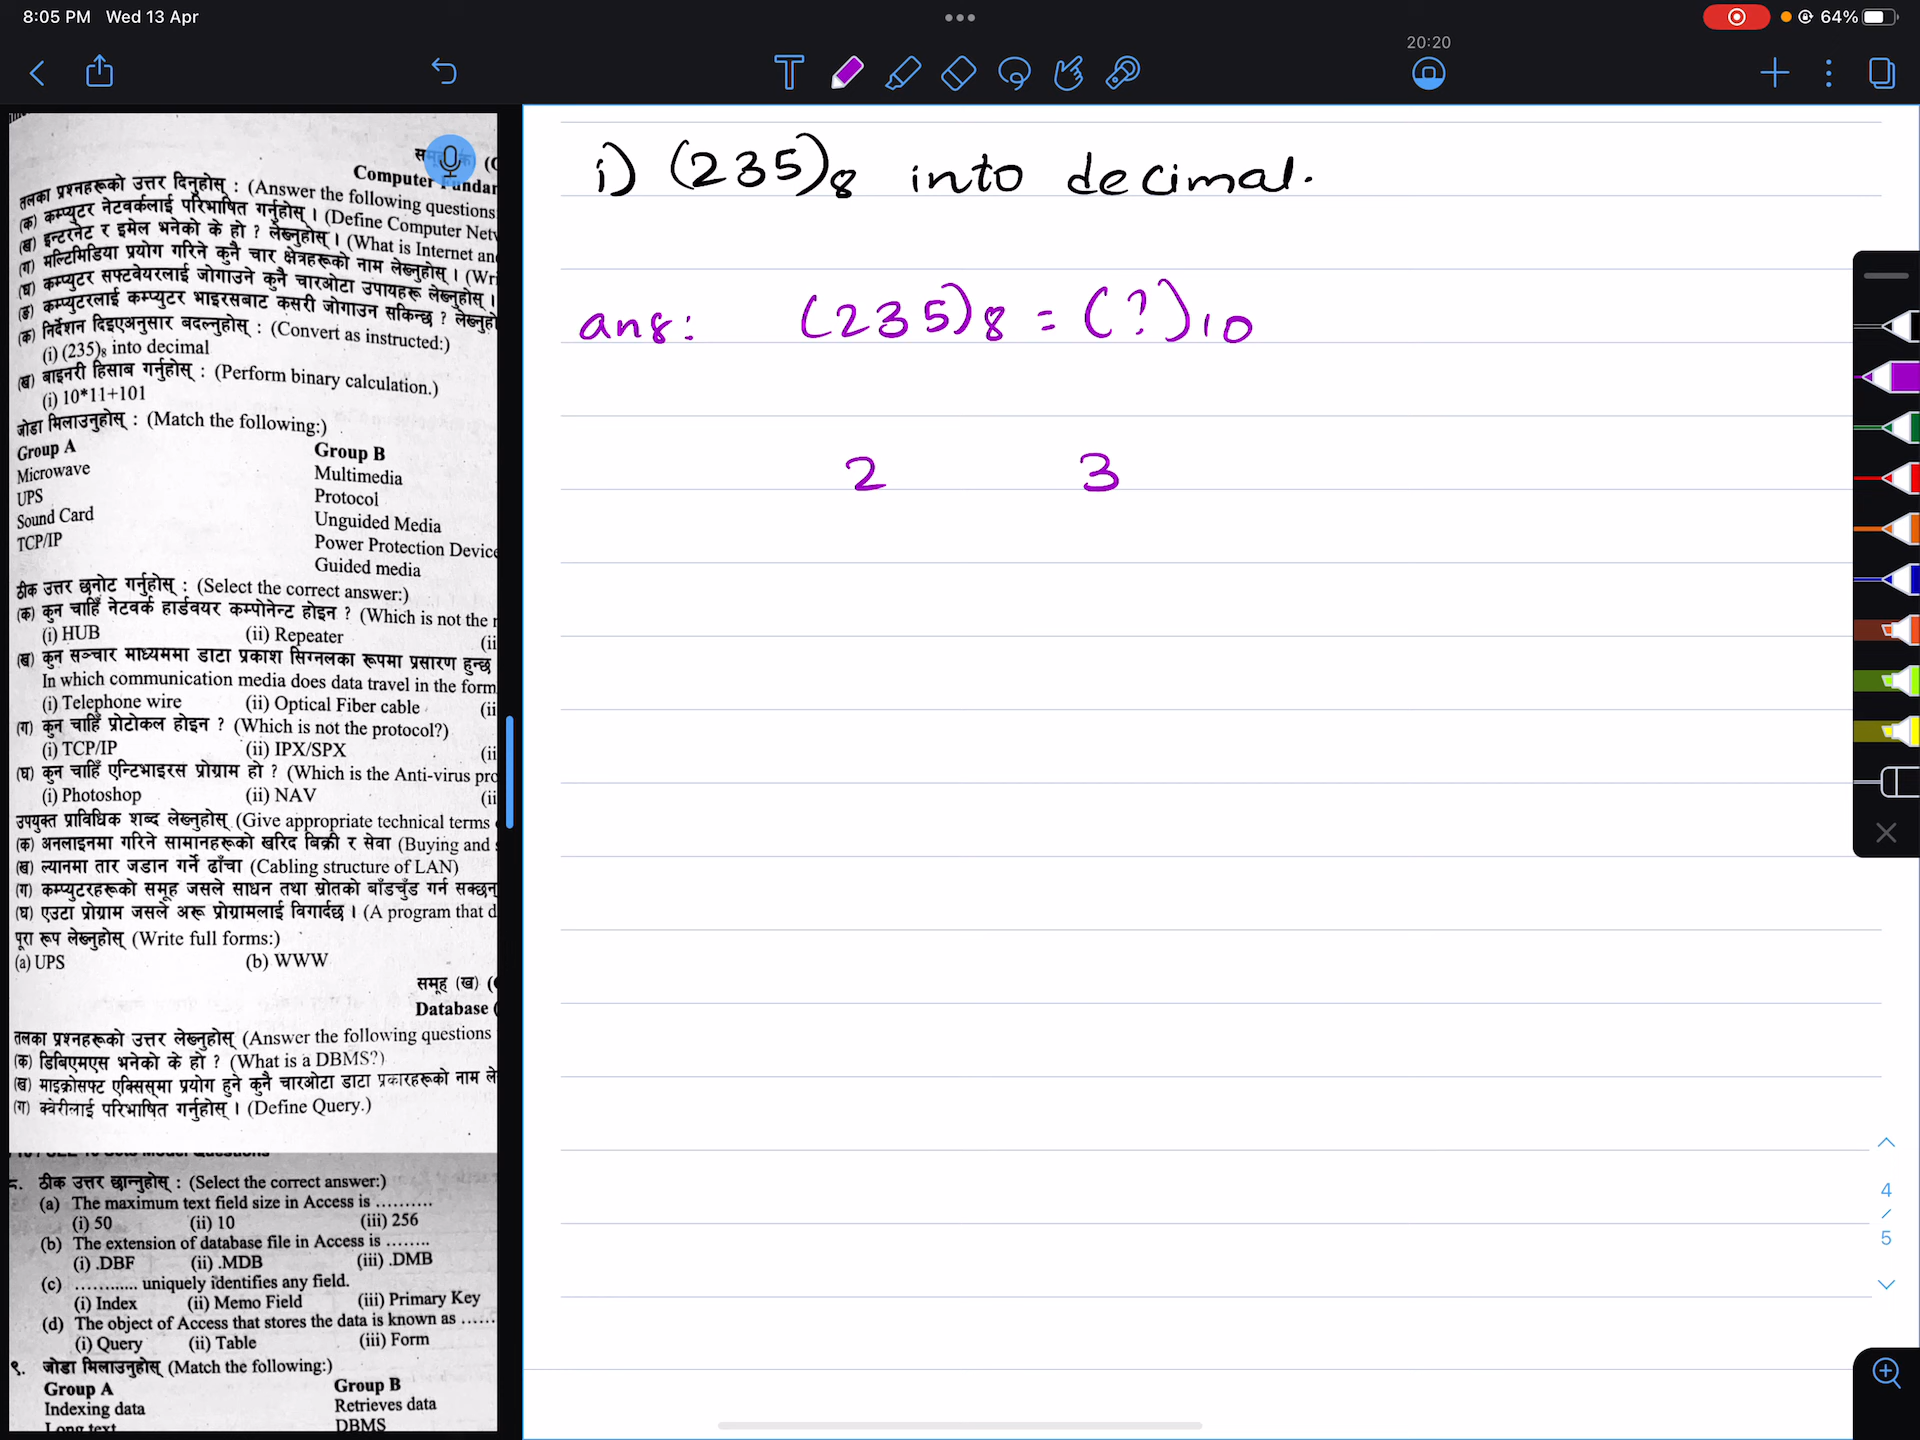 8:05 PM Wed 13 Apr
64%
20:20
Computer
तलका प्रश्नहरूको उत्तर दिनुहोस् : (Answer the following questions
(क) कम्प्युटर नेटवर्कलाई परिभाषित गर्नुहोस् । (Define Computer Net
(ख) इन्टरनेट र इमेल भनेको के हो ? लेख्नुहोस् । (What is Internet an
(ग) मल्टिमिडिया प्रयोग गरिने कुनै चार क्षेत्रहरूको नाम लेख्नुहोस् । (Wri
(घ) कम्प्युटर सफ्टवेयरलाई जोगाउने कुनै चारओटा उपायहरू लेख्नुहोस् ।
(ङ) कम्प्युटरलाई कम्प्युटर भाइरसबाट कसरी जोगाउन सकिन्छ ? लेख्नुहो
(क) निर्देशन दिइएअनुसार बदल्नुहोस् : (Convert as instructed:)
(i) (235)₈ into decimal
(ख) बाइनरी हिसाब गर्नुहोस् : (Perform binary calculation.)
(i) 10*11+101
जोडा मिलाउनुहोस् : (Match the following:)
Group A Group B
Microwave Multimedia
UPS Protocol
Sound Card Unguided Media
TCP/IP Power Protection Device
Guided media
ठीक उत्तर छनोट गर्नुहोस् : (Select the correct answer:)
(क) कुन चाहिँ नेटवर्क हार्डवयर कम्पोनेन्ट होइन ? (Which is not the
(i) HUB (ii) Repeater (ii
(ख) कुन सञ्चार माध्यममा डाटा प्रकाश सिग्नलका रूपमा प्रसारण हुन्छ
In which communication media does data travel in the form
(i) Telephone wire (ii) Optical Fiber cable (ii
(ग) कुन चाहिँ प्रोटोकल होइन ? (Which is not the protocol?)
(i) TCP/IP (ii) IPX/SPX (ii
(घ) कुन चाहिँ एन्टिभाइरस प्रोग्राम हो ? (Which is the Anti-virus pro
(i) Photoshop (ii) NAV (ii
उपयुक्त प्राविधिक शब्द लेख्नुहोस् (Give appropriate technical terms
(क) अनलाइनमा गरिने सामानहरूको खरिद बिक्री र सेवा (Buying and
(ख) ल्यानमा तार जडान गर्ने ढाँचा (Cabling structure of LAN)
(ग) कम्प्युटरहरूको समूह जसले साधन तथा स्रोतको बाँडचुँड गर्न सक्छन्
(घ) एउटा प्रोग्राम जसले अरू प्रोग्रामलाई विगार्दछ । (A program that d
पूरा रूप लेख्नुहोस् (Write full forms:)
(a) UPS (b) WWW
समूह (ख) (
Database (
तलका प्रश्नहरूको उत्तर लेख्नुहोस् (Answer the following questions
(क) डिबिएमएस भनेको के हो ? (What is a DBMS?)
(ख) माइक्रोसफ्ट एक्सिस्मा प्रयोग हुने कुनै चारओटा डाटा प्रकारहरूको नाम ले
(ग) क्वेरीलाई परिभाषित गर्नुहोस् । (Define Query.)
८. ठीक उत्तर छान्नुहोस् : (Select the correct answer:)
(a) The maximum text field size in Access is ..........
(i) 50 (ii) 10 (iii) 256
(b) The extension of database file in Access is ........
(i) .DBF (ii) .MDB (iii) .DMB
(c) ............ uniquely identifies any field.
(i) Index (ii) Memo Field (iii) Primary Key
(d) The object of Access that stores the data is known as ......
(i) Query (ii) Table (iii) Form
९. जोडा मिलाउनुहोस् (Match the following:)
Group A Group B
Indexing data Retrieves data
Long text DBMS
i) (235)₈ into decimal.
ans: (235)₈ = (?)₁₀
2 3
4
/
5